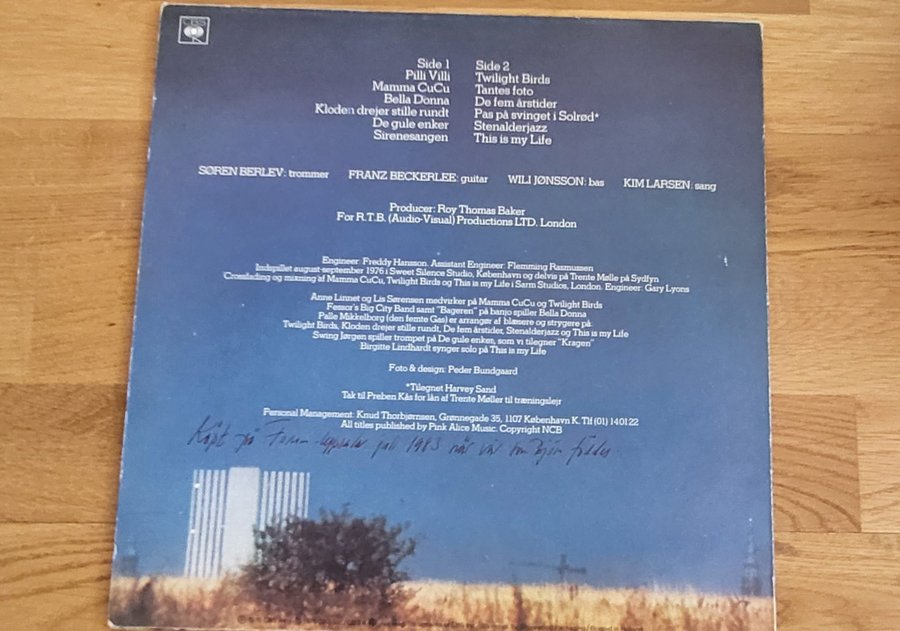 CBS
Side 1
Pilli Villi
Mamma CuCu
Bella Donna
Kloden drejer stille rundt
De gule enker
Sirenesangen
Side 2
Twilight Birds
Tantes foto
De fem årstider
Pas på svinget i Solrød*
Stenalderjazz
This is my Life
SØREN BERLEV: trommer FRANZ BECKERLEE: guitar WILI JØNSSON: bas KIM LARSEN: sang
Producer: Roy Thomas Baker
For R.T.B. (Audio-Visual) Productions LTD. London
Engineer: Freddy Hansson. Assistant Engineer: Flemming Rasmussen
Indspillet august-september 1976 i Sweet Silence Studio, København og delvis på Trente Mølle på Sydfyn
Crossfading og mixning af Mamma CuCu, Twilight Birds og This is my Life i Sarm Studios, London. Engineer: Gary Lyons
Anne Linnet og Lis Sørensen medvirker på Mamma CuCu og Twilight Birds
Fessor's Big City Band samt "Bageren" på banjo spiller Bella Donna
Palle Mikkelborg (den femte Gas) er arrangør af blæsere og strygere på:
Twilight Birds, Kloden drejer stille rundt, De fem årstider, Stenalderjazz og This is my Life
Swing Jørgen spiller trompet på De gule enker, som vi tilegner "Kragen"
Birgitte Lindhardt synger solo på This is my Life
Foto & design: Peder Bundgaard
*Tilegnet Harvey Sand
Tak til Preben Kås for lån af Trente Møller til træningslejr
Personal Management: Knud Thorbjørnsen, Grønnegade 35, 1107 København K. Tlf (01) 14 01 22
All titles published by Pink Alice Music. Copyright NCB
Köpt på juli 1983 när